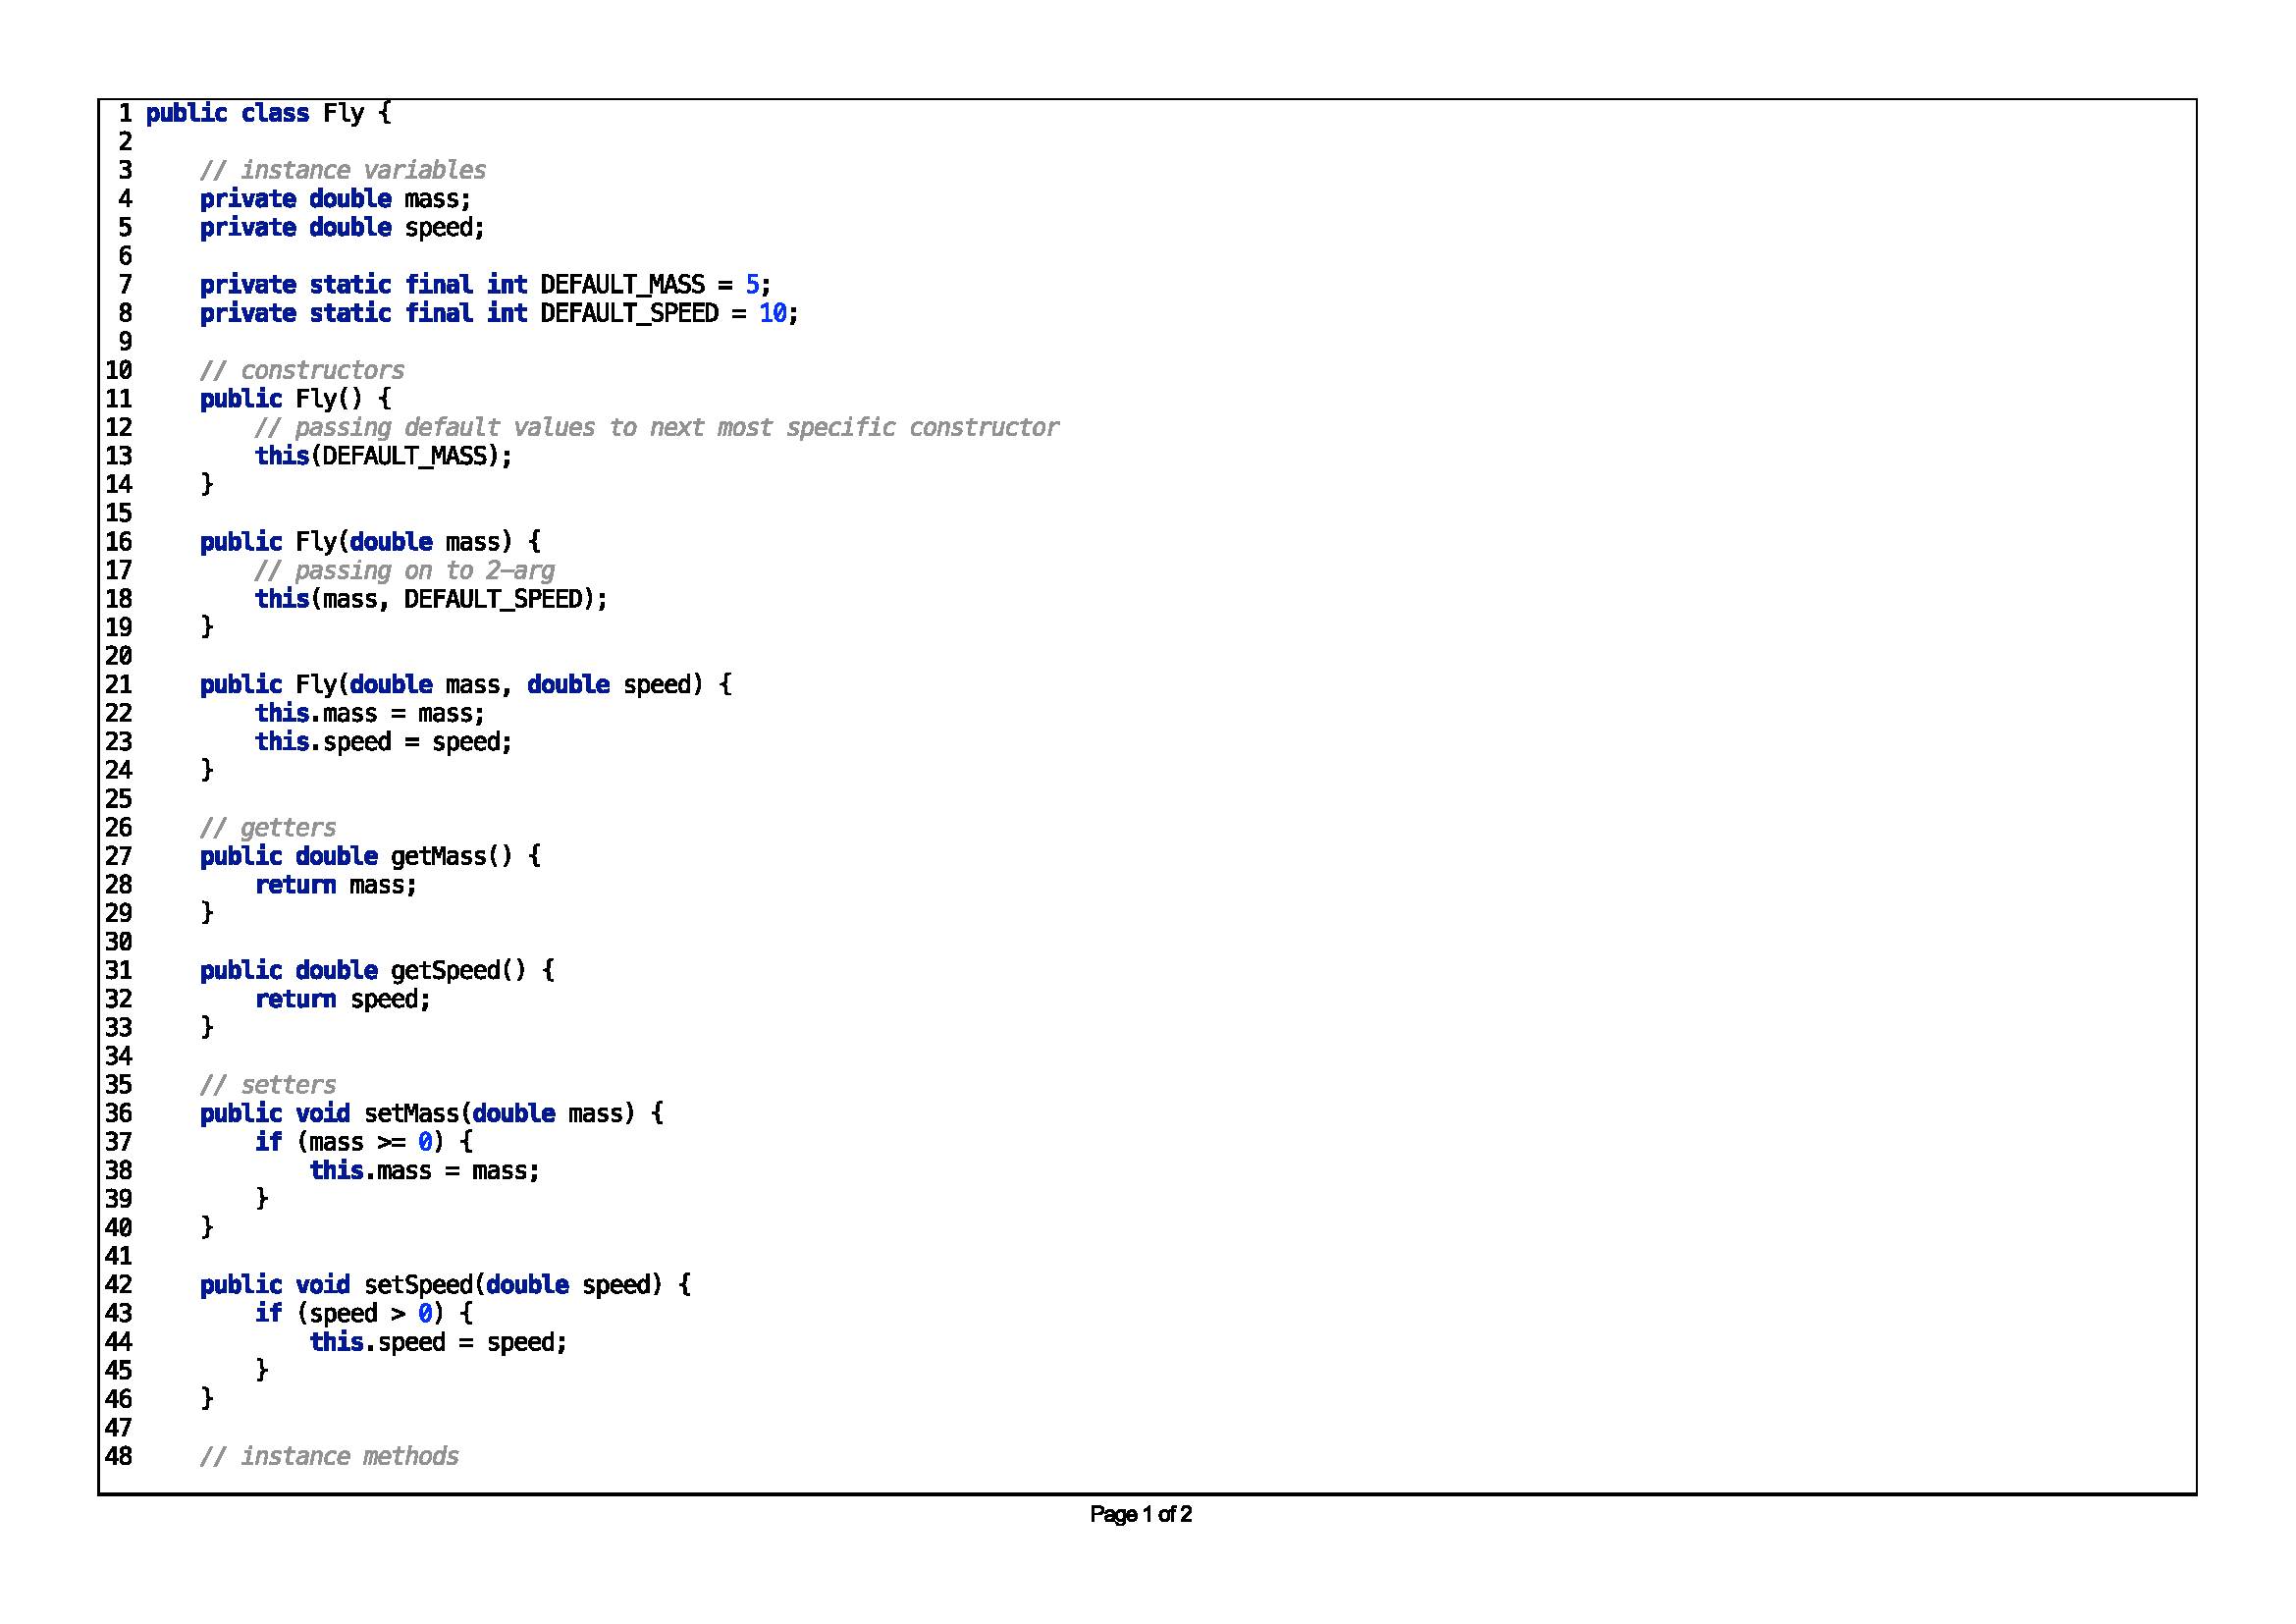 1 public class Fly {
2
3     // instance variables
4     private double mass;
5     private double speed;
6
7     private static final int DEFAULT_MASS = 5;
8     private static final int DEFAULT_SPEED = 10;
9
10     // constructors
11     public Fly() {
12         // passing default values to next most specific constructor
13         this(DEFAULT_MASS);
14     }
15
16     public Fly(double mass) {
17         // passing on to 2–arg
18         this(mass, DEFAULT_SPEED);
19     }
20
21     public Fly(double mass, double speed) {
22         this.mass = mass;
23         this.speed = speed;
24     }
25
26     // getters
27     public double getMass() {
28         return mass;
29     }
30
31     public double getSpeed() {
32         return speed;
33     }
34
35     // setters
36     public void setMass(double mass) {
37         if (mass >= 0) {
38             this.mass = mass;
39         }
40     }
41
42     public void setSpeed(double speed) {
43         if (speed > 0) {
44             this.speed = speed;
45         }
46     }
47
48     // instance methods
Page 1 of 2